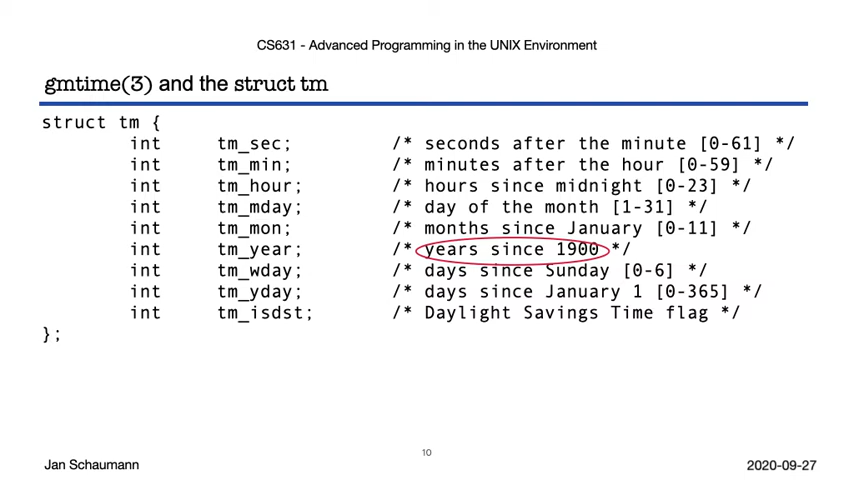 CS631 - Advanced Programming in the UNIX Environment
gmtime(3) and the struct tm
struct tm {
int tm_sec; /* seconds after the minute [0-61] */
int tm_min; /* minutes after the hour [0-59] */
int tm_hour; /* hours since midnight [0-23] */
int tm_mday; /* day of the month [1-31] */
int tm_mon; /* months since January [0-11] */
int tm_year; /* years since 1900 */
int tm_wday; /* days since Sunday [0-6] */
int tm_yday; /* days since January 1 [0-365] */
int tm_isdst; /* Daylight Savings Time flag */
};
10
Jan Schaumann 2020-09-27